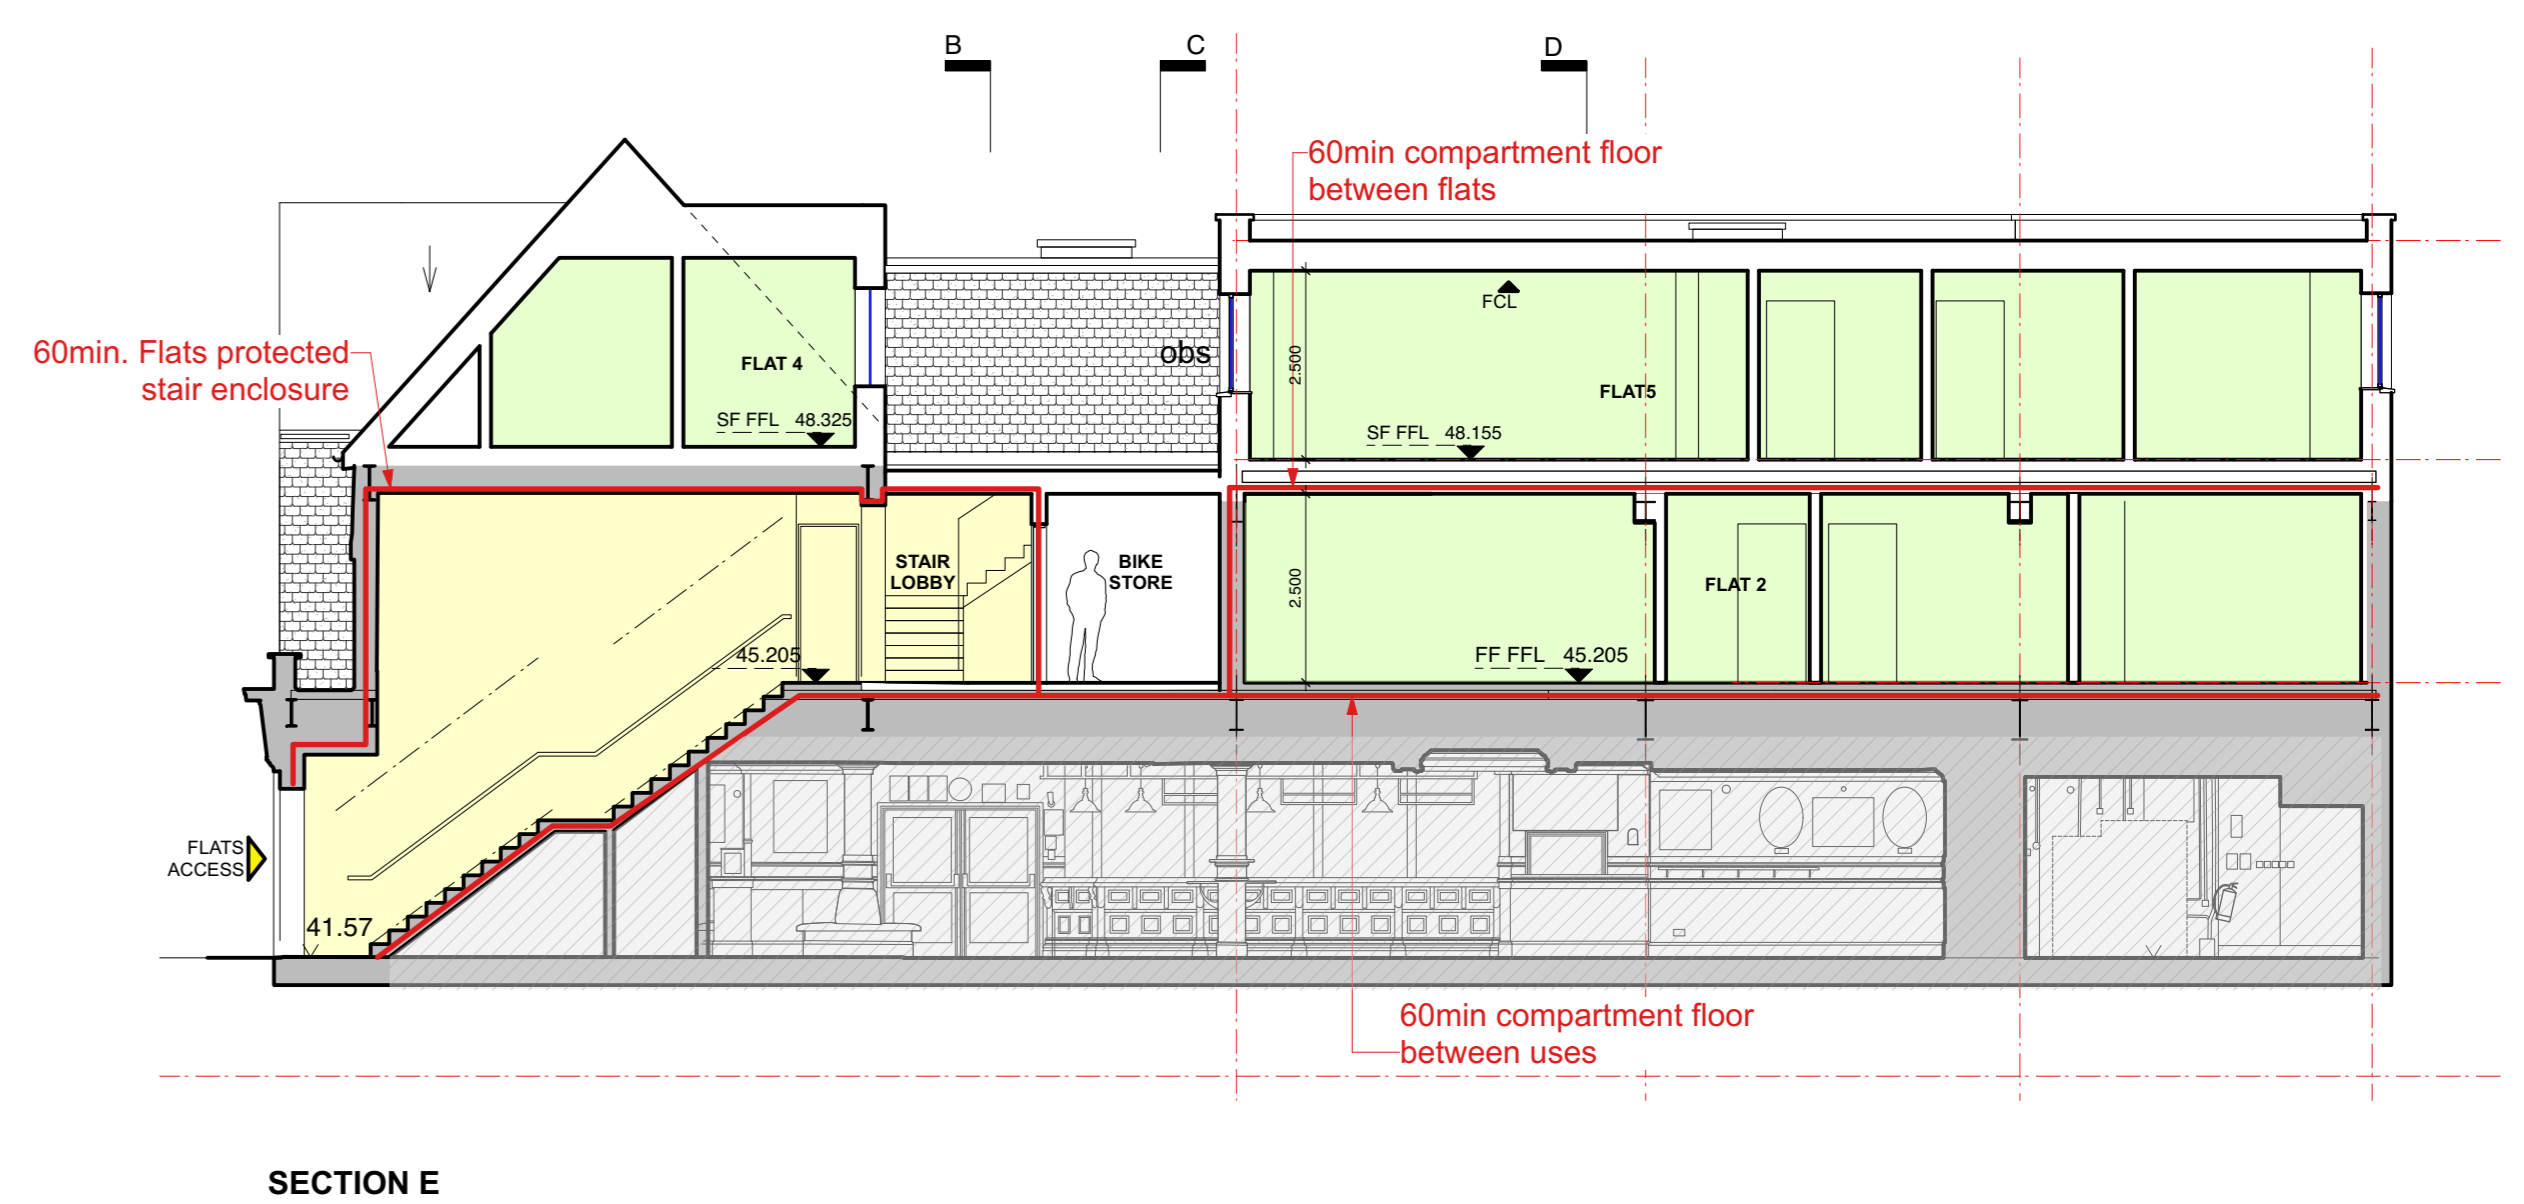 B
C
D
60min compartment floor
between flats
FCL
60min. Flats protected
stair enclosure
FLAT 4
obs
2.500
FLAT5
SF FFL 48.325
SF FFL 48.155
STAIR
LOBBY
BIKE
STORE
2.500
FLAT 2
45.205
FF FFL 45.205
FLATS
ACCESS
41.57
60min compartment floor
between uses
SECTION E